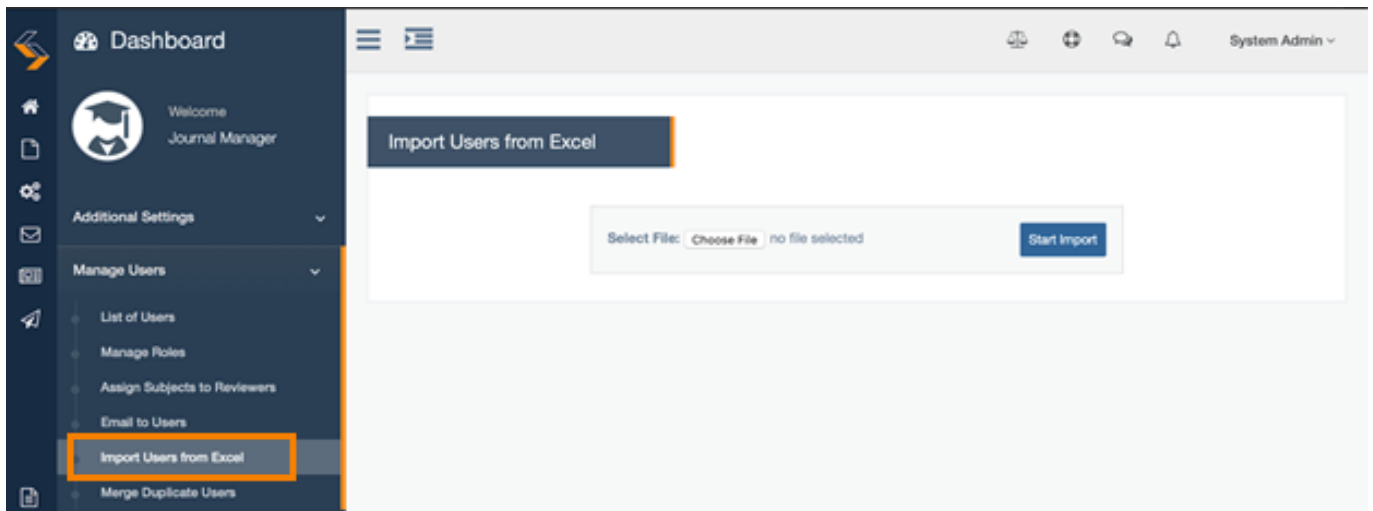 Dashboard
System Admin
Welcome
Journal Manager
Import Users from Excel
Additional Settings
Select File: Choose File no file selected
Start Import
Manage Users
List of Users
Manage Roles
Assign Subjects to Reviewers
Email to Users
Import Users from Excel
Merge Duplicate Users